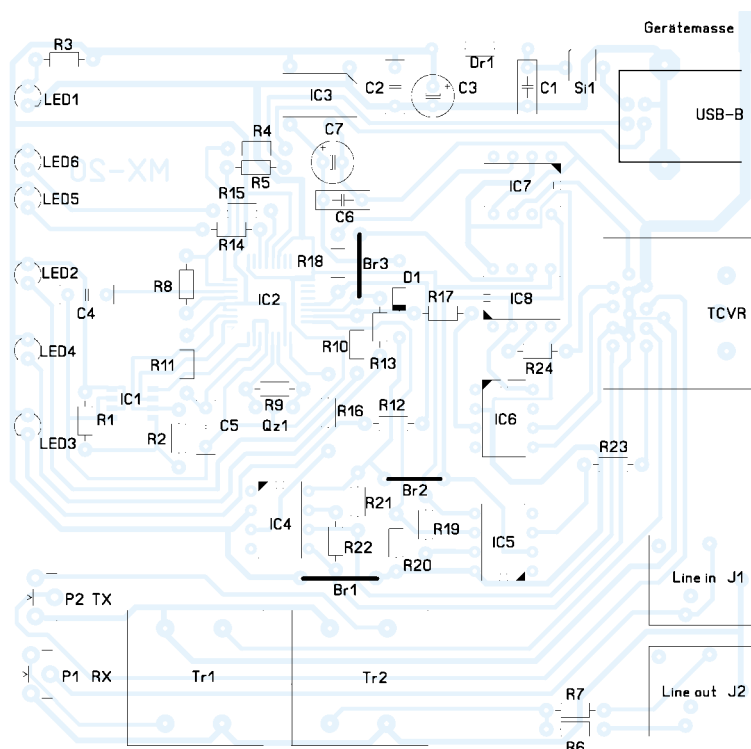 Gerätemasse
R3
Dr1
C2
C3
C1
Si1
IC3
LED1
USB-B
R4
C7
LED6
MX-20
R5
IC7
LED5
R15
C6
R14
R18
Br3
LED2
R8
IC2
D1
R17
IC8
C4
TCVR
LED4
R10
R13
R24
R11
IC1
R9
R16
R12
IC6
R1
R2
C5
Qz1
LED3
R23
Br2
R21
IC4
R22
R19
IC5
R20
Br1
Line in J1
P2 TX
P1 RX
Tr1
Tr2
R7
Line out J2
R6